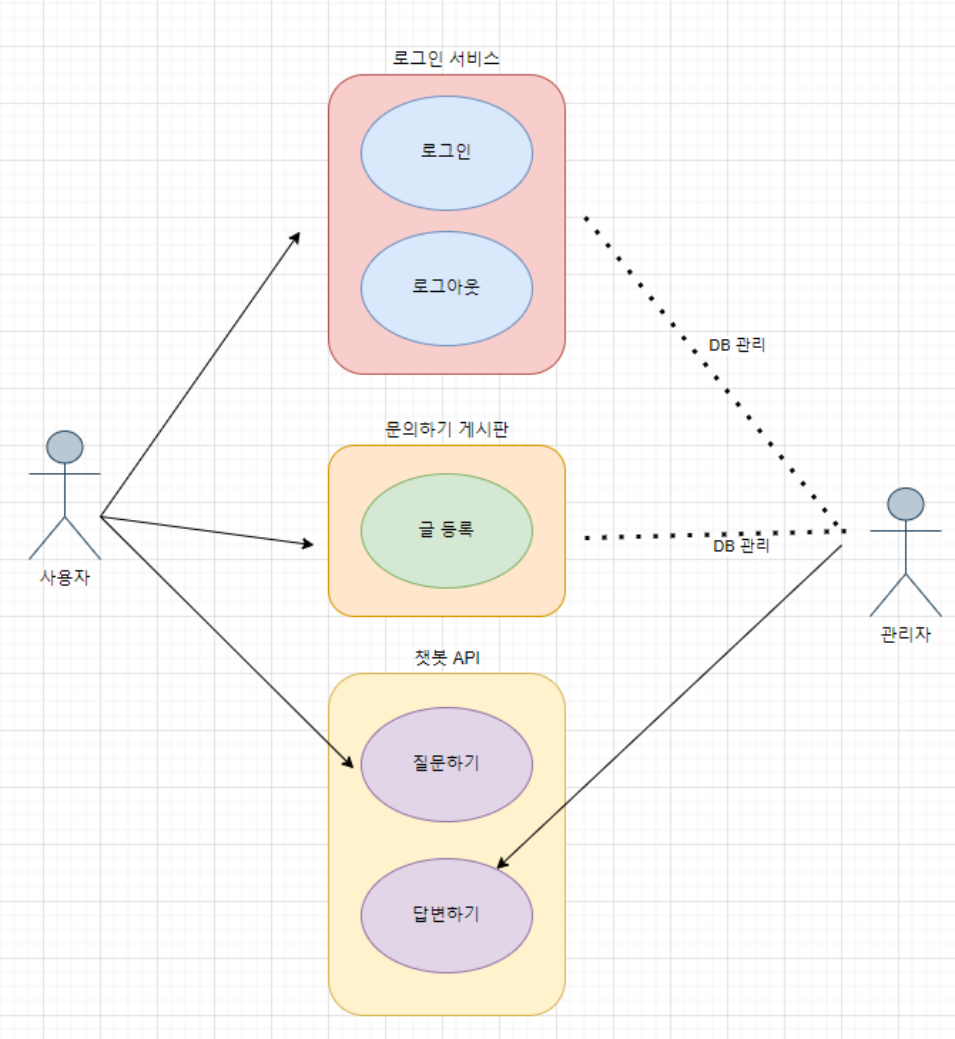 로그인 서비스
로그인
로그아웃
DB 관리
문의하기 게시판
글 등록
DB 관리
사용자
관리자
챗봇 API
질문하기
답변하기